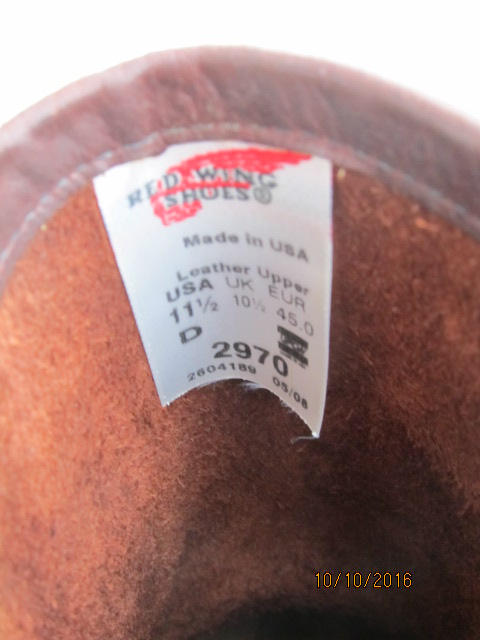 RED WING
SHOES®
Made in USA
Leather Upper
USA UK EUR
11½ 10½ 45.0
D
2970
2604189 05/08
10/10/2016